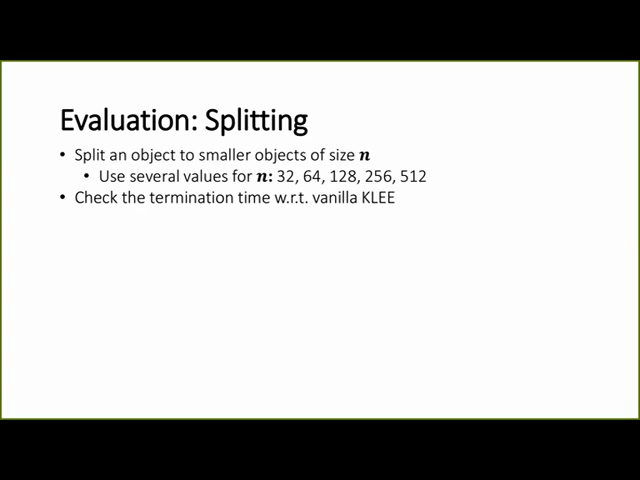 Evaluation: Splitting
• Split an object to smaller objects of size n
• Use several values for n: 32, 64, 128, 256, 512
• Check the termination time w.r.t. vanilla KLEE